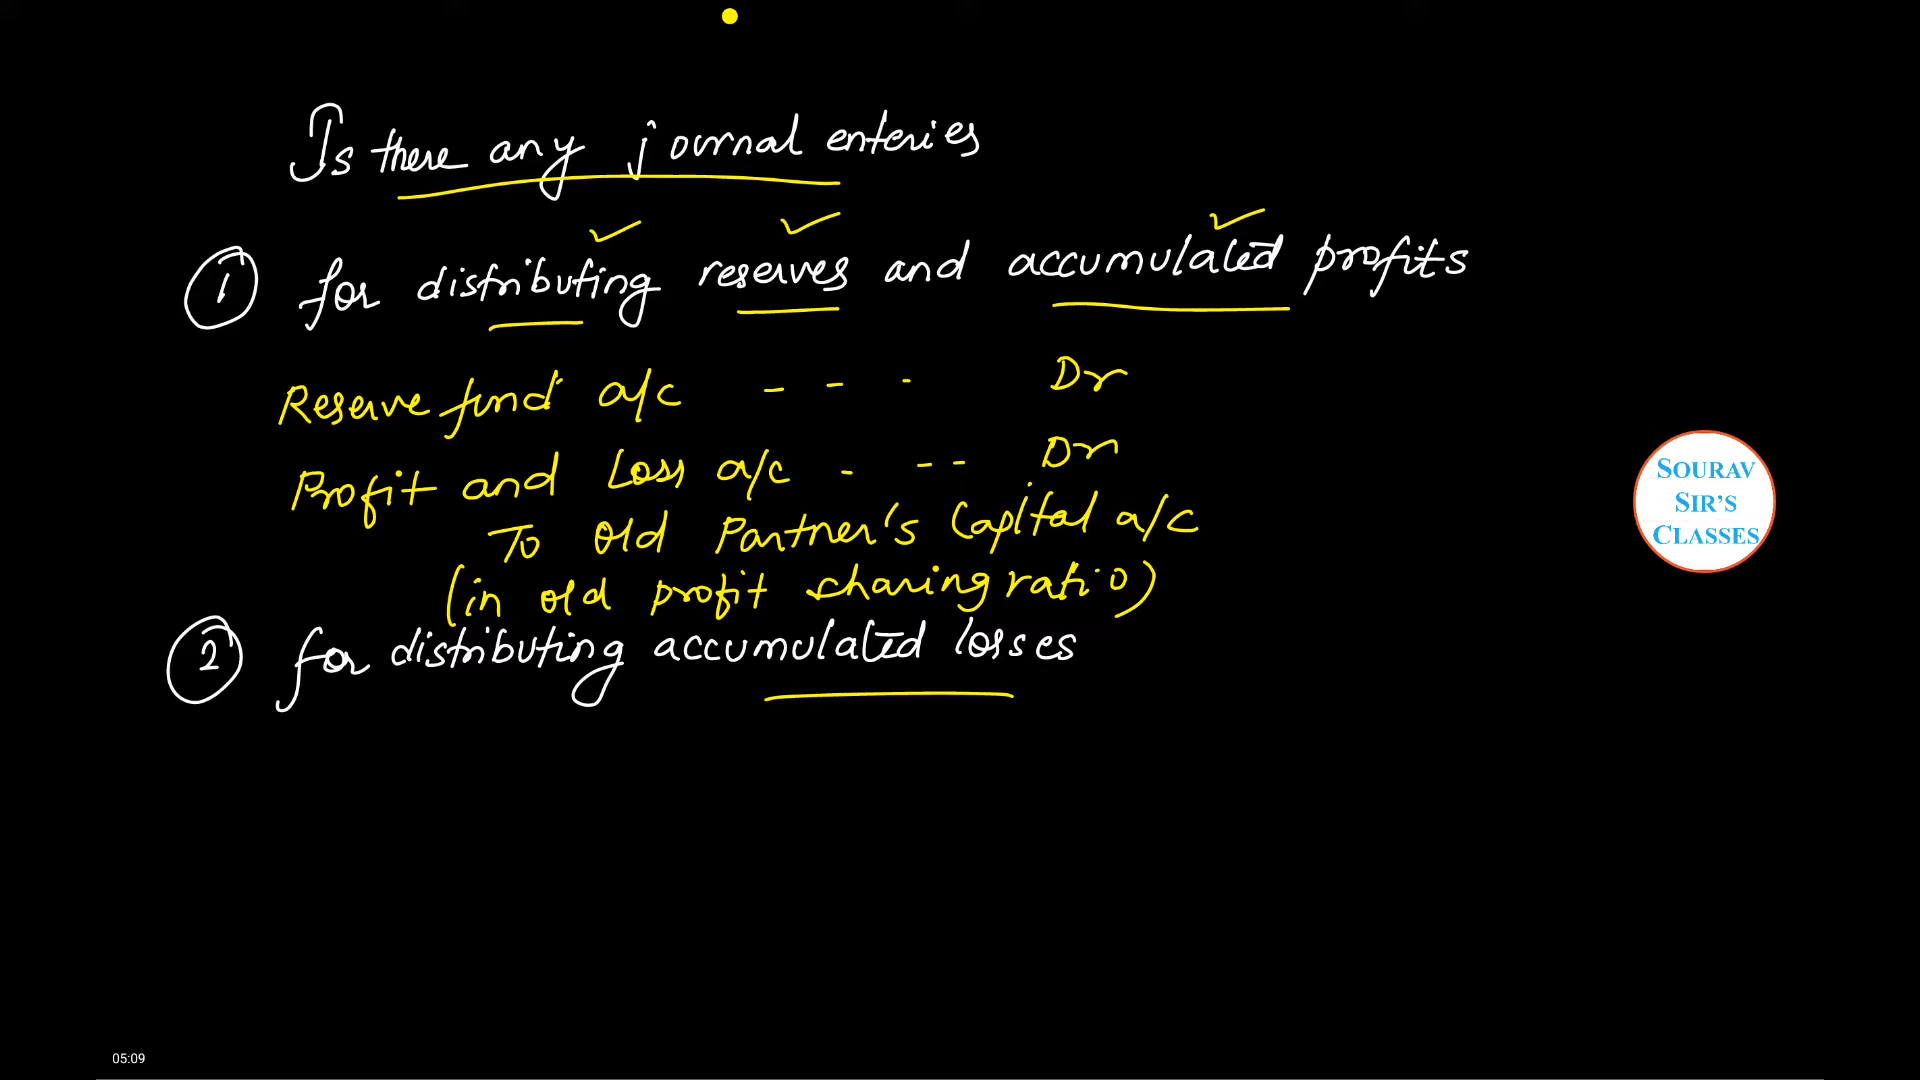 Is there any journal enteries
① for distributing reserves and accumulated profits
Reserve fund a/c - - - Dr
Profit and Loss a/c - - - Dr
To Old Partner's Capital a/c
(in old profit sharing ratio)
② for distributing accumulated losses
SOURAV
SIR'S
CLASSES
05:09